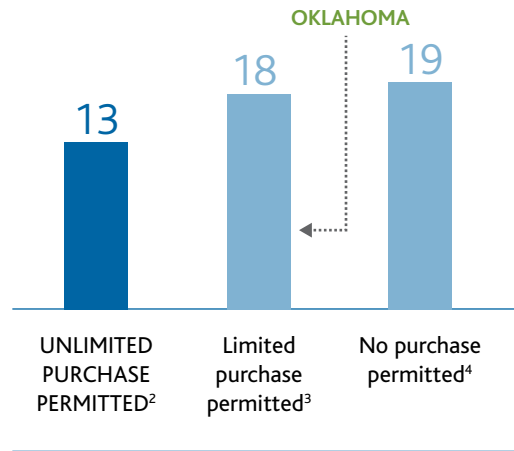 OKLAHOMA
13
18
19
UNLIMITED
PURCHASE
PERMITTED²
Limited
purchase
permitted³
No purchase
permitted⁴